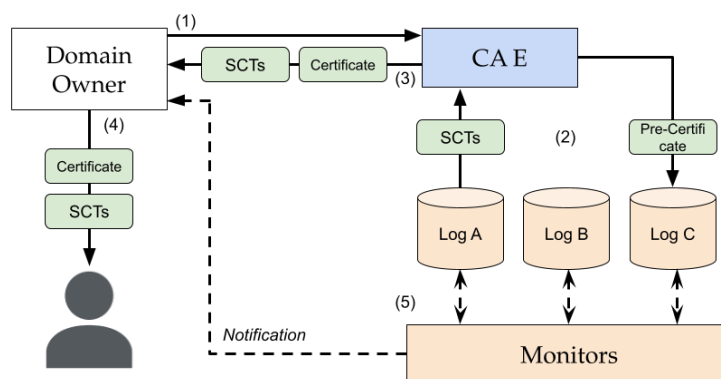 (1)
Domain
Owner
SCTs
Certificate
(3)
CA E
(4)
Certificate
SCTs
SCTs
(2)
Pre-Certifi
cate
Log A
Log B
Log C
(5)
Notification
Monitors